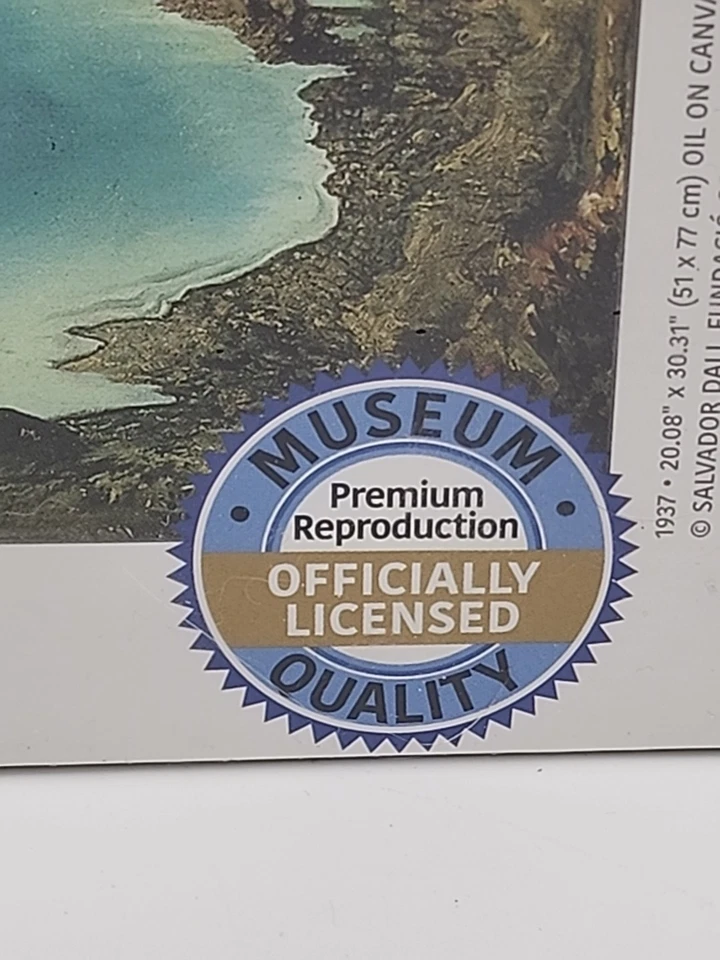 MUSEUM
Premium
Reproduction
OFFICIALLY
LICENSED
QUALITY
1937 • 20.08" X 30.31" (51 x 77 cm) OIL ON CANVA
© SALVADOR DALI, FUNDACIÓ